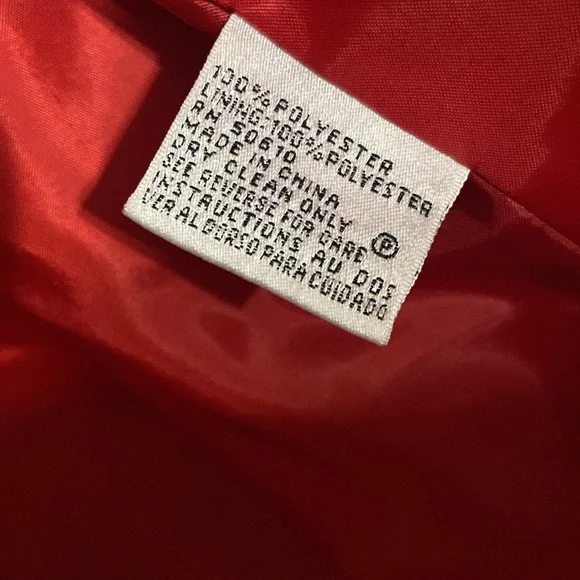 100% POLYESTER
LINING:100%POLYESTER
RN 50610
MADE IN CHINA
DRY CLEAN ONLY Ⓟ
SEE REVERSE FOR CARE
INSTRUCTIONS AU DOS
VER AL DORSO PARA CUIDADO